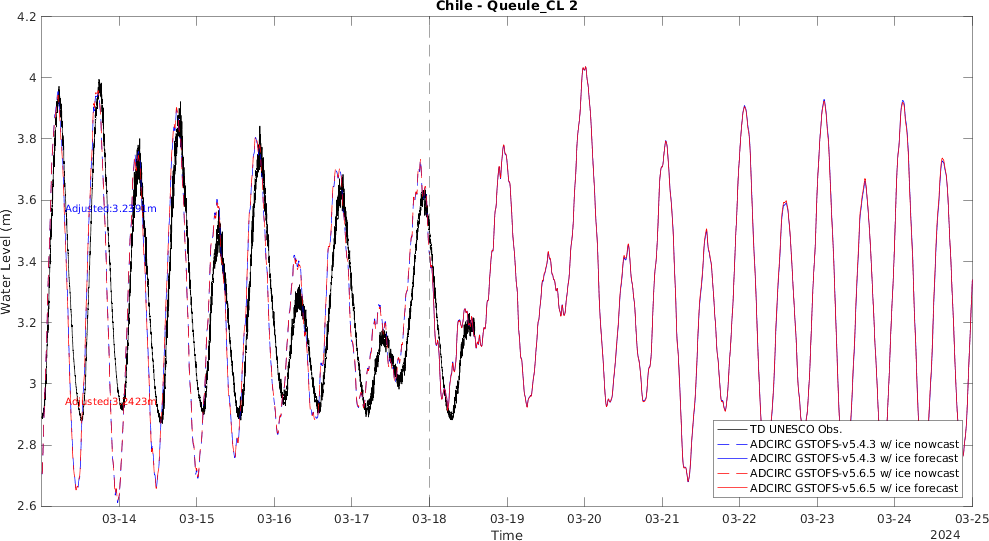 Chile - Queule_CL 2
Water Level (m)
4.2
4
3.8
3.6
3.4
3.2
3
2.8
2.6
Adjusted:3.2391m
Adjusted:3.2423m
TD UNESCO Obs.
ADCIRC GSTOFS-v5.4.3 w/ ice nowcast
ADCIRC GSTOFS-v5.4.3 w/ ice forecast
ADCIRC GSTOFS-v5.6.5 w/ ice nowcast
ADCIRC GSTOFS-v5.6.5 w/ ice forecast
03-14 03-15 03-16 03-17 03-18 03-19 03-20 03-21 03-22 03-23 03-24 03-25
Time
2024